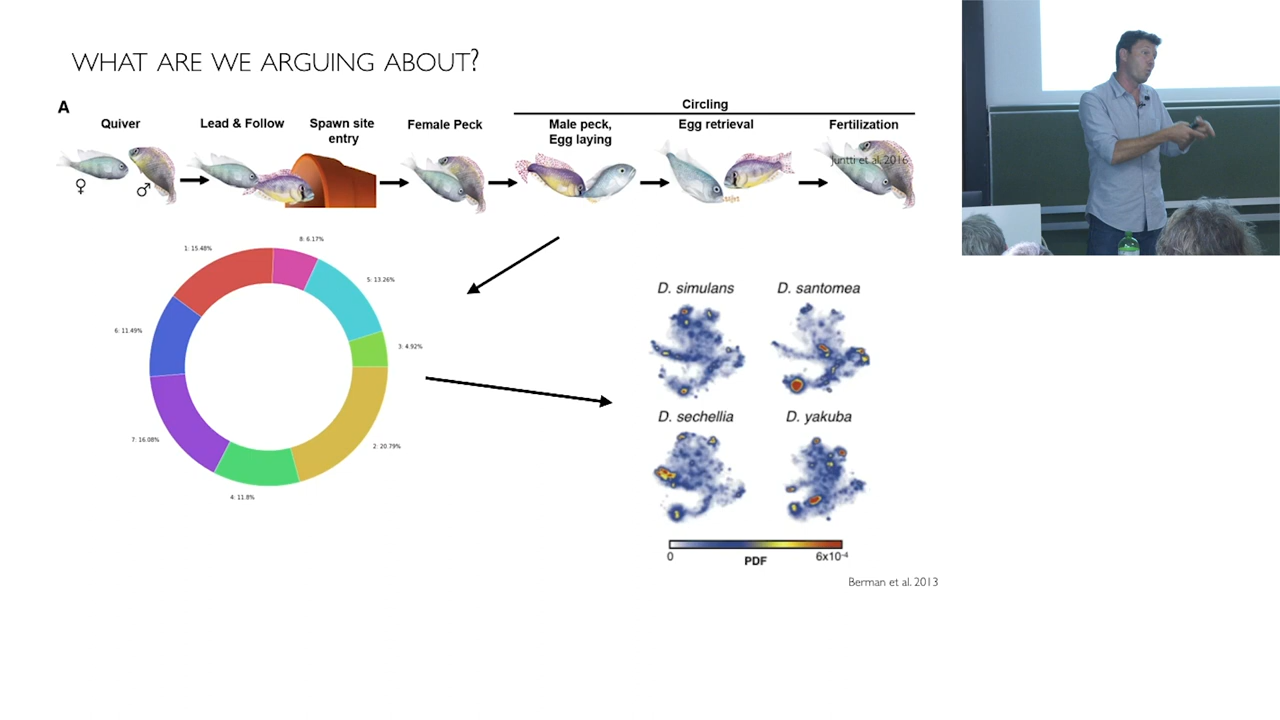 WHAT ARE WE ARGUING ABOUT?
A
Circling
Quiver
Lead & Follow
Spawn site
entry
Female Peck
Male peck,
Egg laying
Egg retrieval
Fertilization
Juntti et al. 2016
♀
♂
8: 6.17%
1: 15.48%
5: 13.26%
6: 11.49%
3: 4.92%
7: 16.08%
2: 20.79%
4: 11.8%
D. simulans
D. santomea
D. sechellia
D. yakuba
0
6x10⁻⁴
PDF
Berman et al. 2013